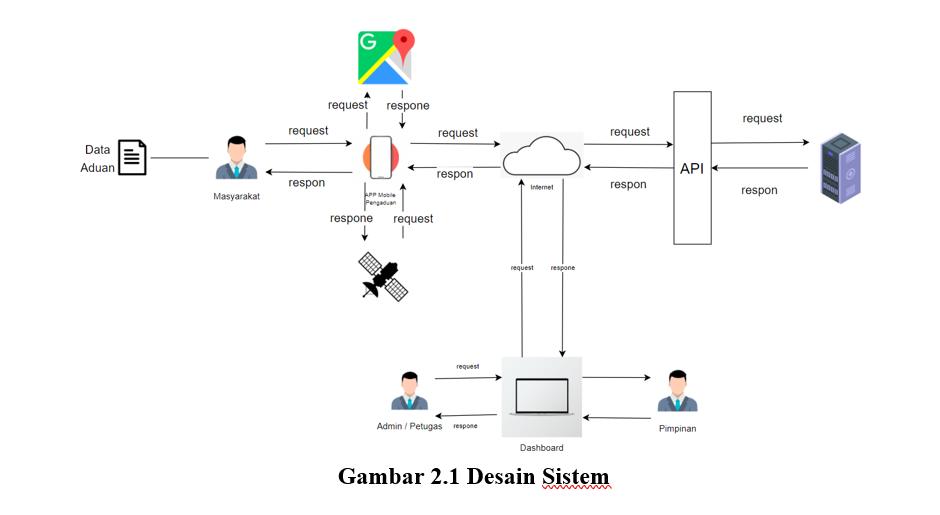 G
request
respone
Data
Aduan
request
respon
Masyarakat
APP Mobile
Pengaduan
request
respon
Internet
request
respon
API
request
respon
respone
request
request
respone
request
respone
Admin / Petugas
Dashboard
Pimpinan
Gambar 2.1 Desain Sistem